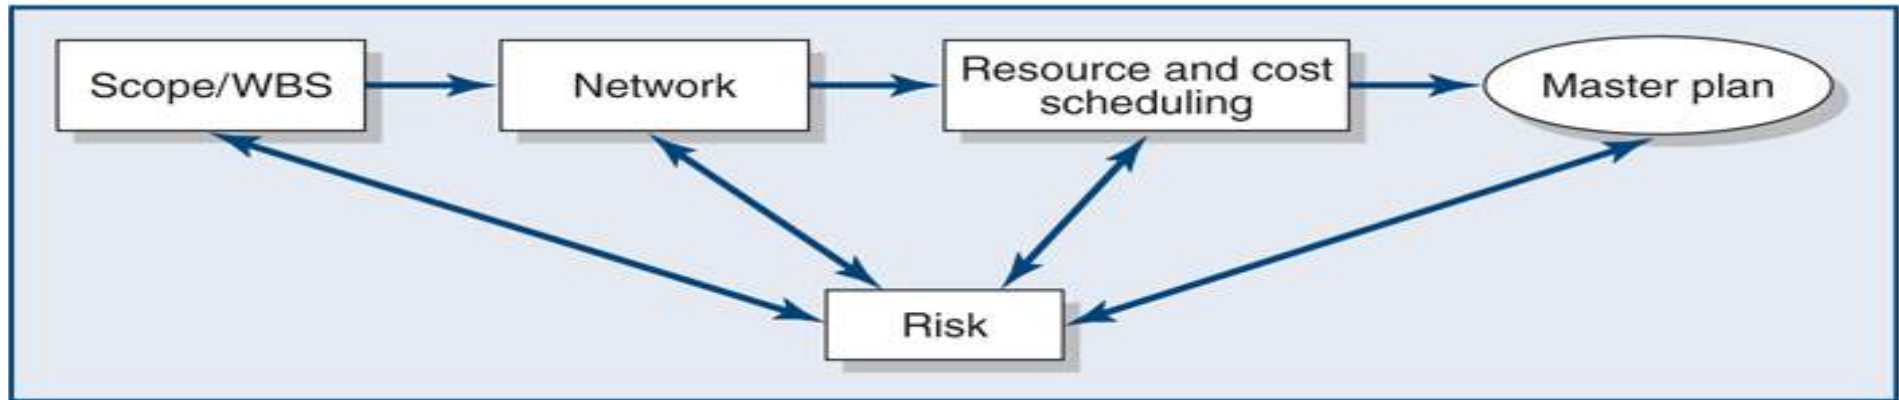 Scope/WBS
Network
Resource and cost
scheduling
Master plan
Risk